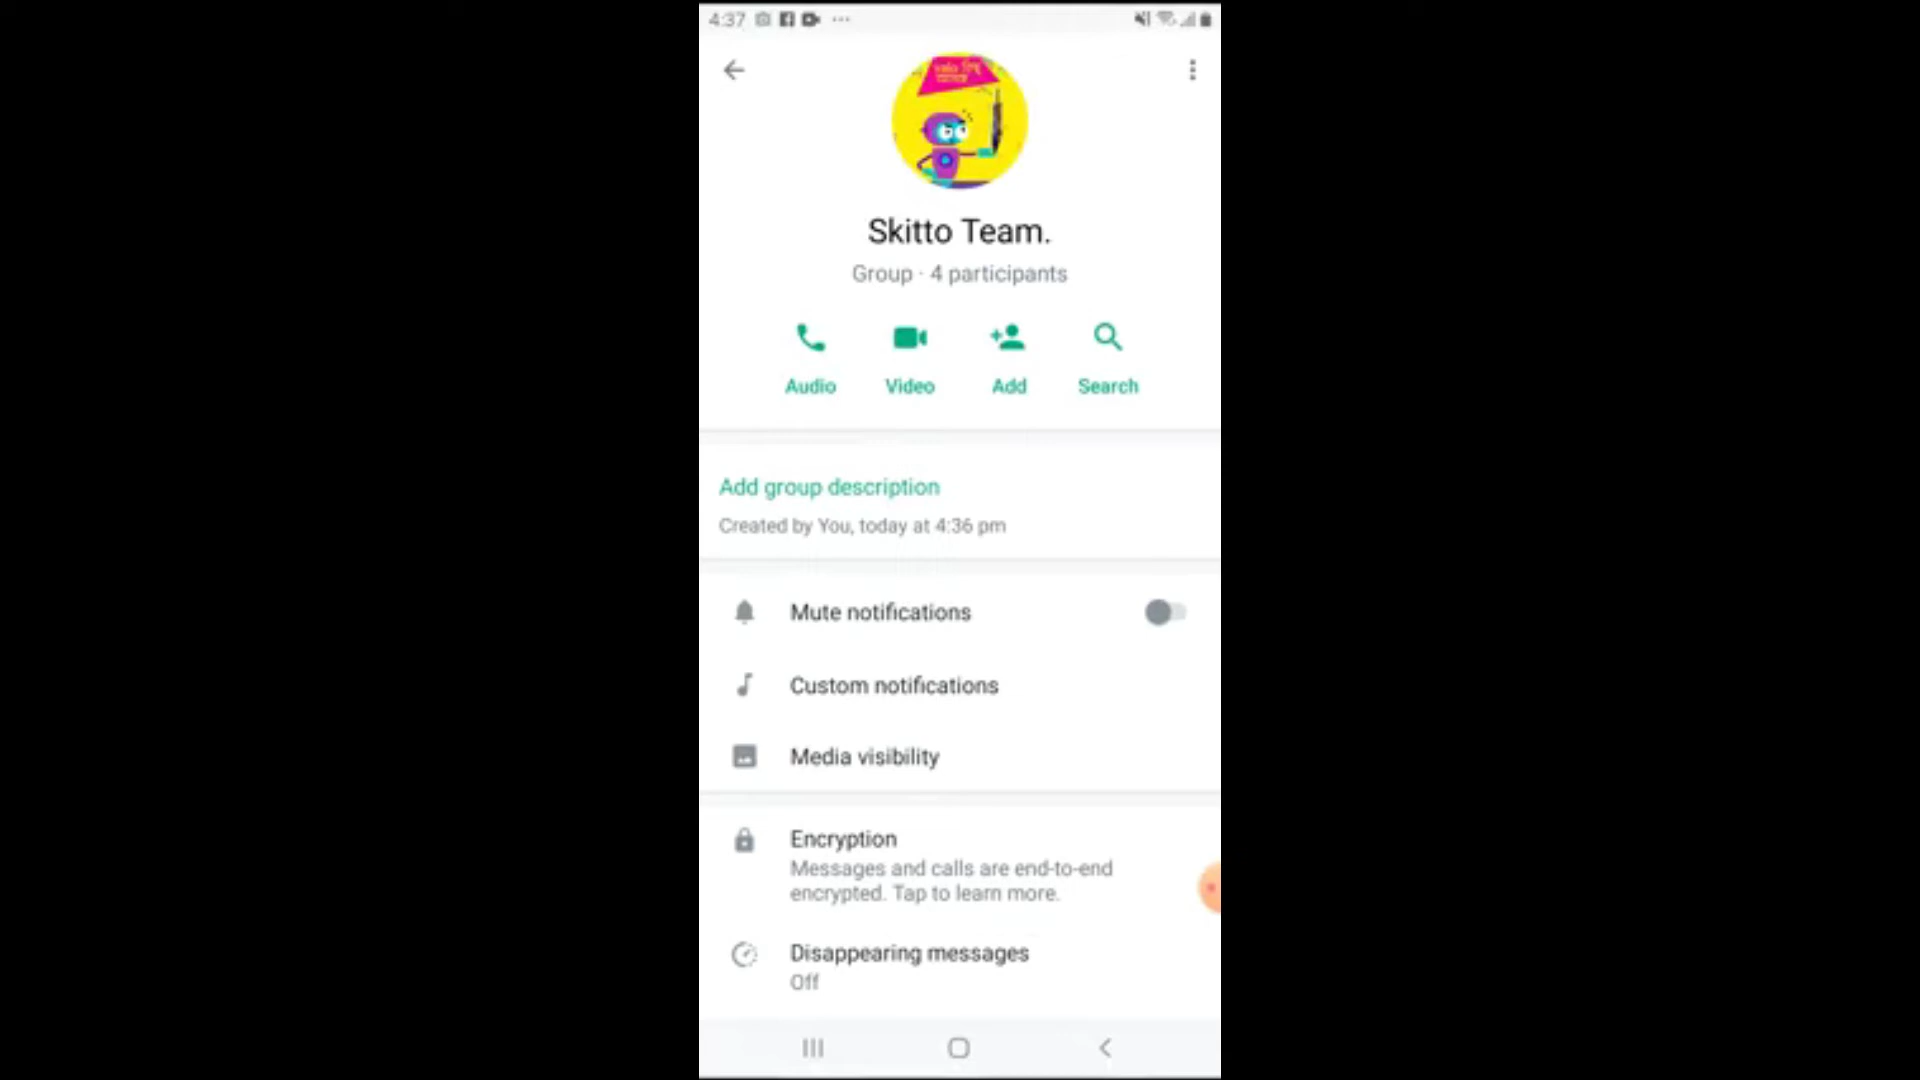 4:37
Skitto Team.
Group · 4 participants
Audio Video Add Search
Add group description
Created by You, today at 4:36 pm
Mute notifications
Custom notifications
Media visibility
Encryption
Messages and calls are end-to-end
encrypted. Tap to learn more.
Disappearing messages
Off